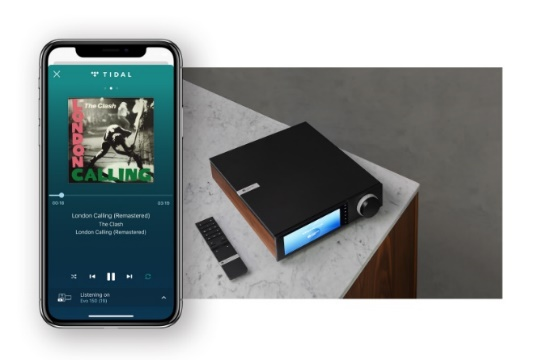 TIDAL
The Clash
LONDON
CALLING
00:19
03:19
London Calling (Remastered)
The Clash
London Calling (Remastered)
Listening on